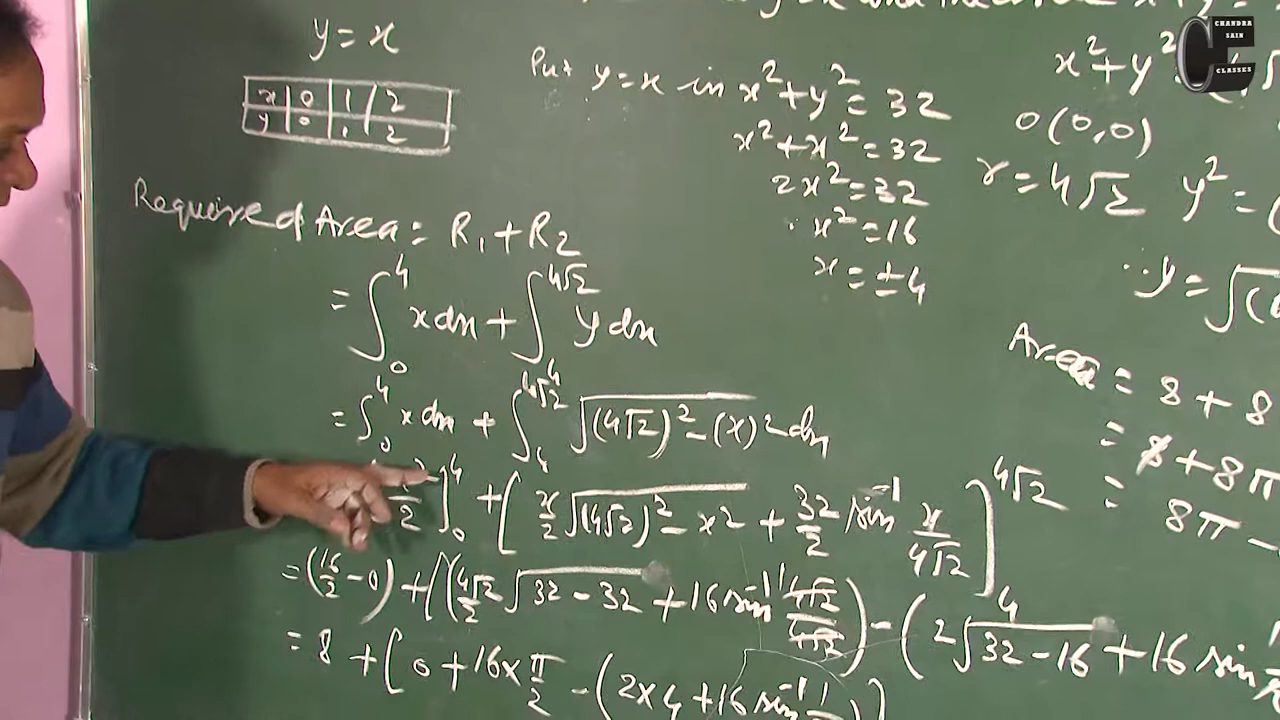 y = x
x 0 1 2
y 0 1 2
Put y = x in x² + y² = 32
x² + x² = 32
2x² = 32
x² = 16
x = ±4
x² + y²
O(0,0)
r = 4√2 y² =
∴ y = √(
Required Area = R₁ + R₂
= ∫₀⁴ x dx + ∫₄^4√2 y dx
= ∫₀⁴ x dx + ∫₄^4√2 √(4√2)² - (x)² dx
2]₀⁴ + [x/2 √(4√2)² - x² + 32/2 sin⁻¹ x/4√2]₄^4√2
= (16/2 - 0) + [(4√2/2 √32 - 32 + 16 sin⁻¹ 4√2/4√2) - (2√32 - 16 + 16 sin⁻¹
= 8 + [0 + 16 × π/2 - (2×4 + 16 sin⁻¹ 1/
Area = 8 + 8
= 8 + 8π
8π -
CHANDRA
SAIN
CLASSES